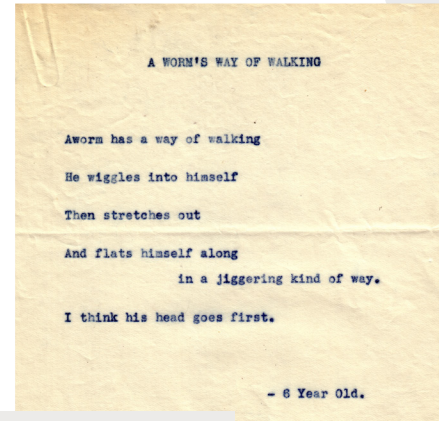 A WORM'S WAY OF WALKING
Aworm has a way of walking
He wiggles into himself
Then stretches out
And flats himself along
in a jiggering kind of way.
I think his head goes first.
- 6 Year Old.